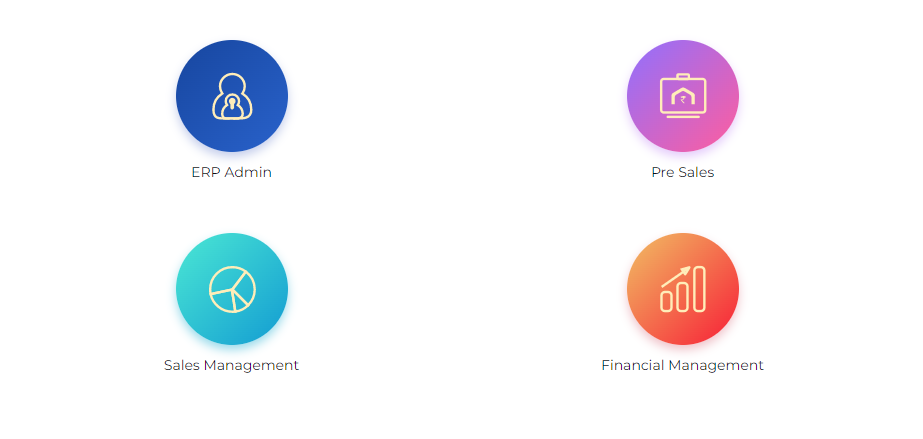 ERP Admin
Pre Sales
Sales Management
Financial Management